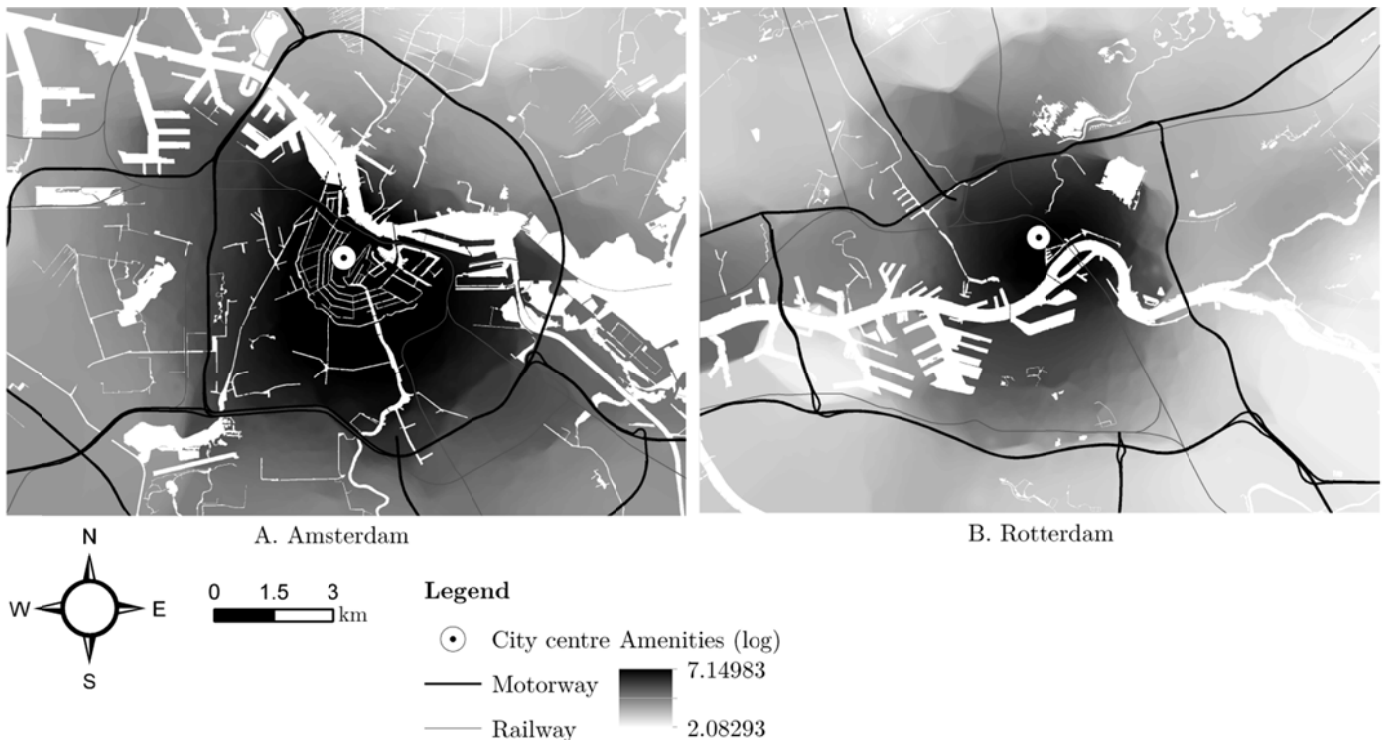 A. Amsterdam
B. Rotterdam
N
W
E
S
0 1.5 3
km
Legend
City centre Amenities (log)
7.14983
Motorway
2.08293
Railway